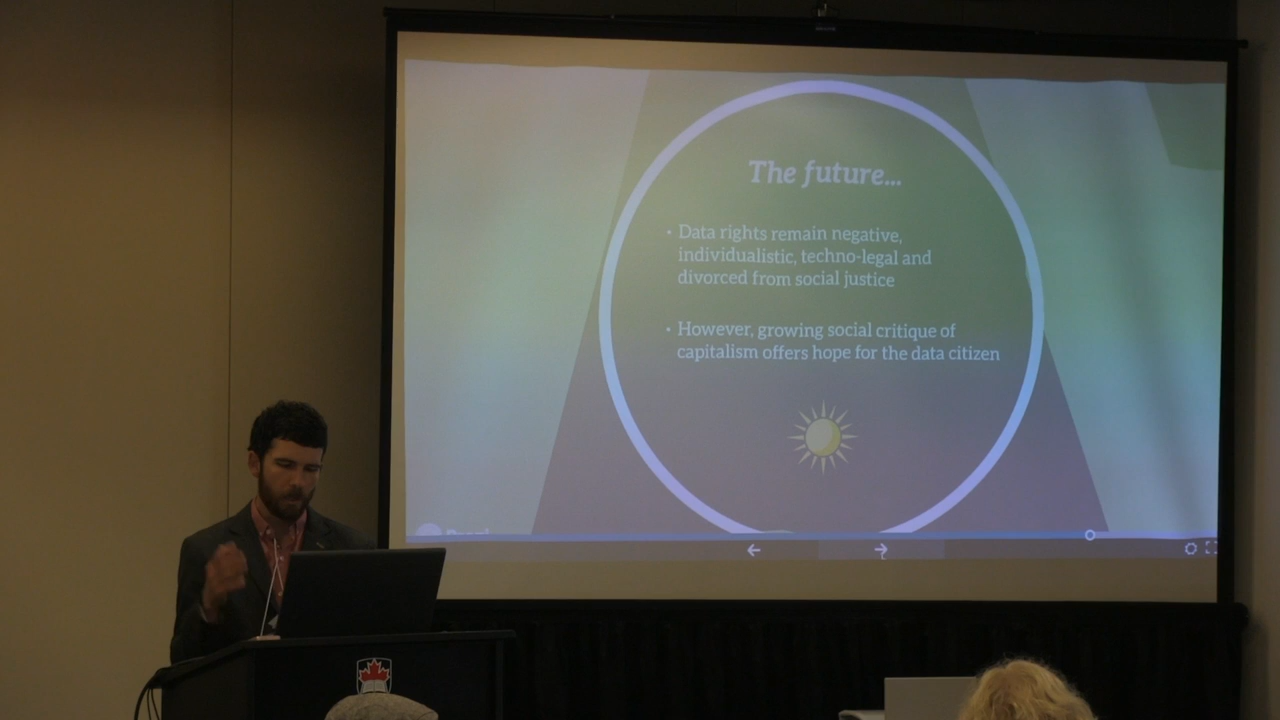 The future...
• Data rights remain negative,
individualistic, techno-legal and
divorced from social justice
• However, growing social critique of
capitalism offers hope for the data citizen